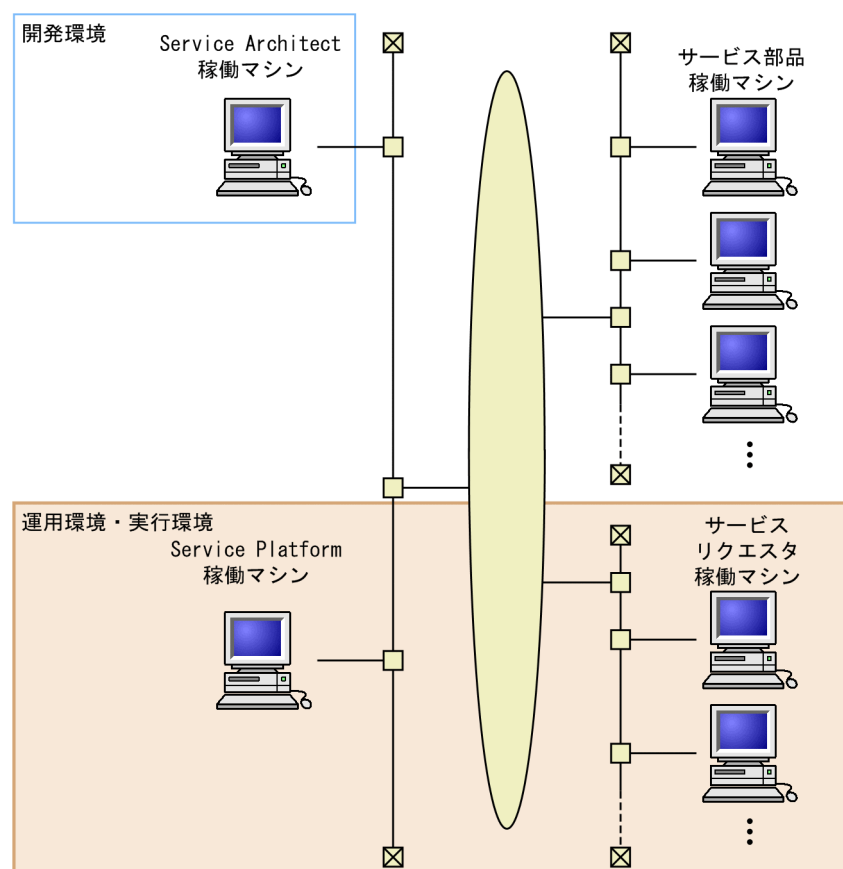 開発環境
Service Architect
稼働マシン
サービス部品
稼働マシン
運用環境・実行環境
Service Platform
稼働マシン
サービス
リクエスタ
稼働マシン